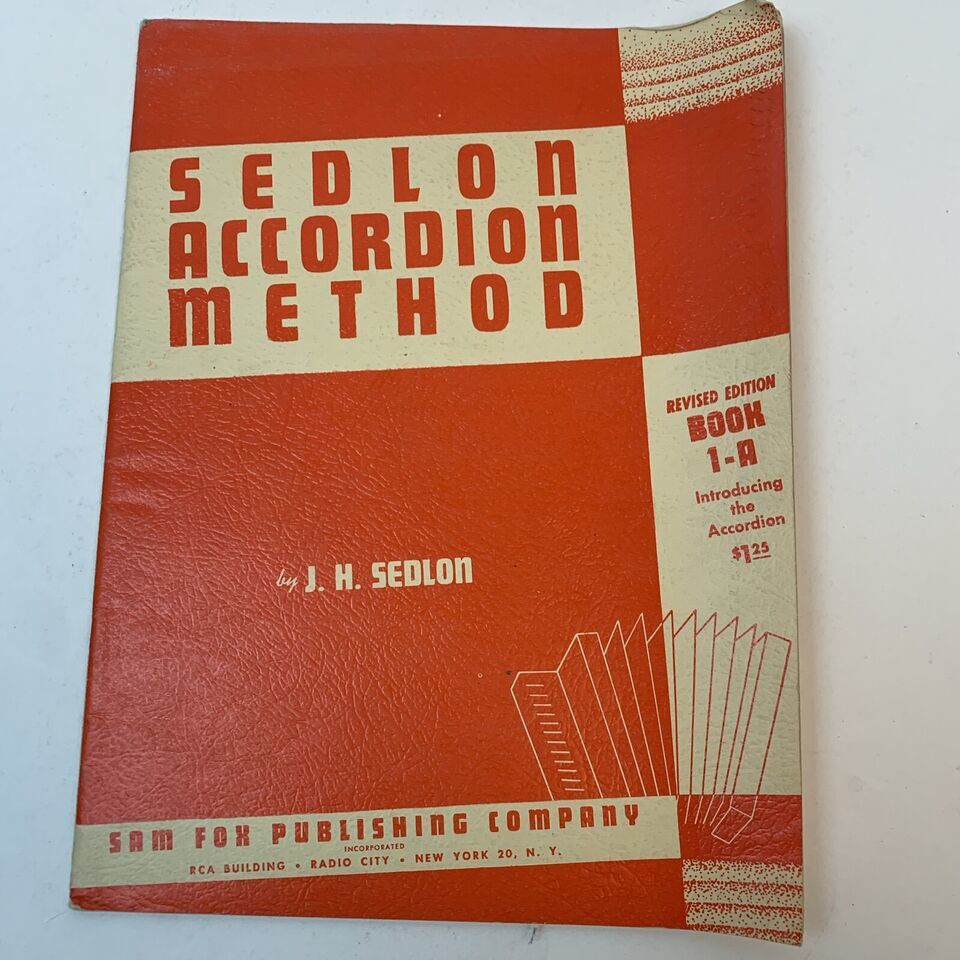 SEDLON
ACCORDION
METHOD
REVISED EDITION
BOOK
1-A
Introducing
the
Accordion
$1.25
by J. H. SEDLON
SAM FOX PUBLISHING COMPANY
INCORPORATED
RCA BUILDING • RADIO CITY • NEW YORK 20, N. Y.